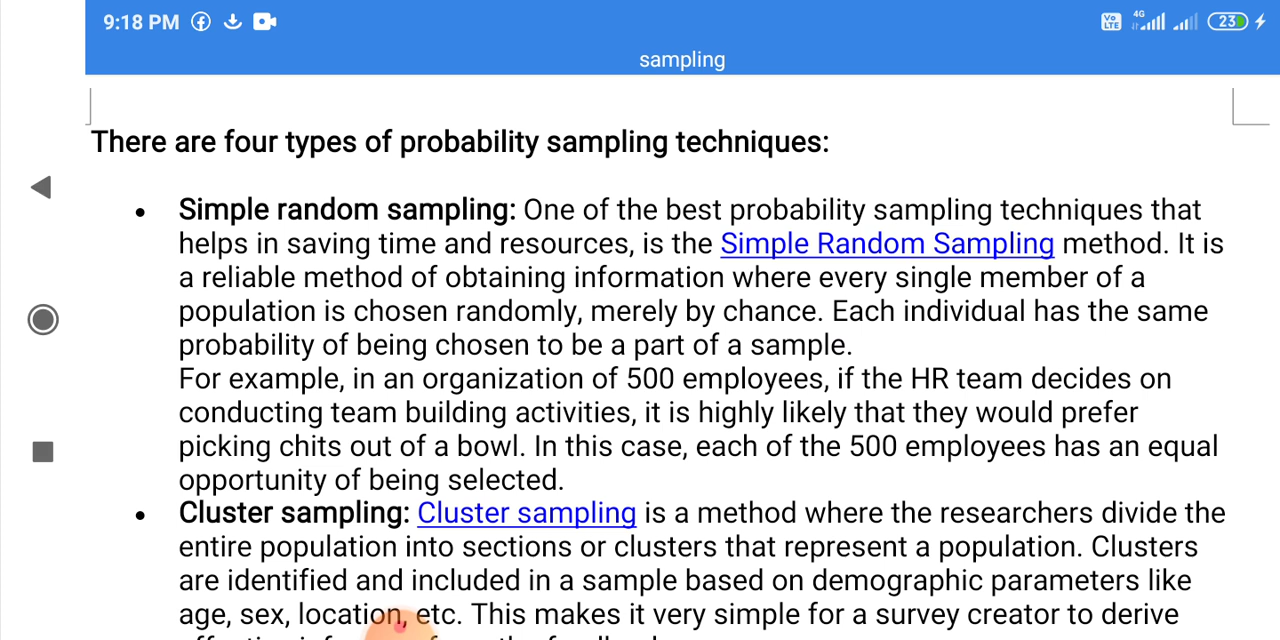 9:18 PM
Vo LTE 4G 23
sampling
There are four types of probability sampling techniques:
• Simple random sampling: One of the best probability sampling techniques that
helps in saving time and resources, is the Simple Random Sampling method. It is
a reliable method of obtaining information where every single member of a
population is chosen randomly, merely by chance. Each individual has the same
probability of being chosen to be a part of a sample.
For example, in an organization of 500 employees, if the HR team decides on
conducting team building activities, it is highly likely that they would prefer
picking chits out of a bowl. In this case, each of the 500 employees has an equal
opportunity of being selected.
• Cluster sampling: Cluster sampling is a method where the researchers divide the
entire population into sections or clusters that represent a population. Clusters
are identified and included in a sample based on demographic parameters like
age, sex, location, etc. This makes it very simple for a survey creator to derive